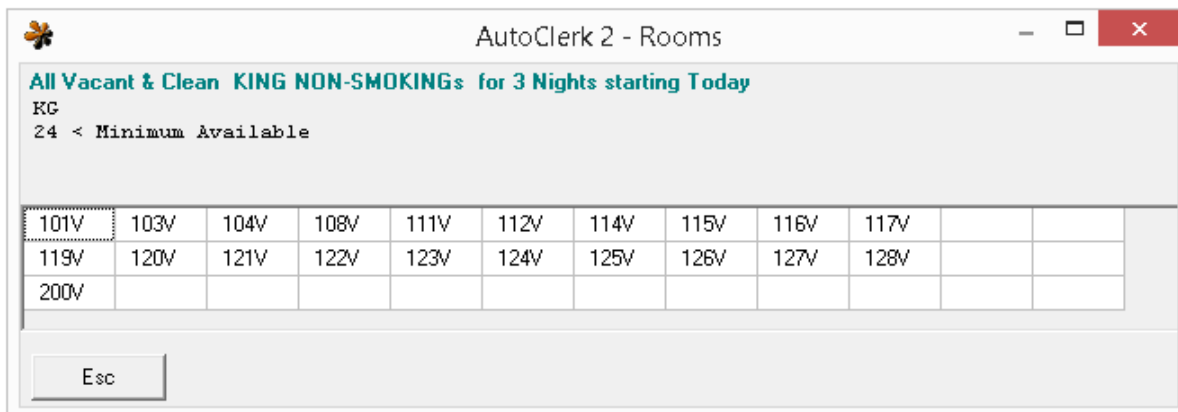 AutoClerk 2 - Rooms
All Vacant & Clean KING NON-SMOKINGs for 3 Nights starting Today
KG
24 < Minimum Available
101V 103V 104V 108V 111V 112V 114V 115V 116V 117V
119V 120V 121V 122V 123V 124V 125V 126V 127V 128V
200V
Esc